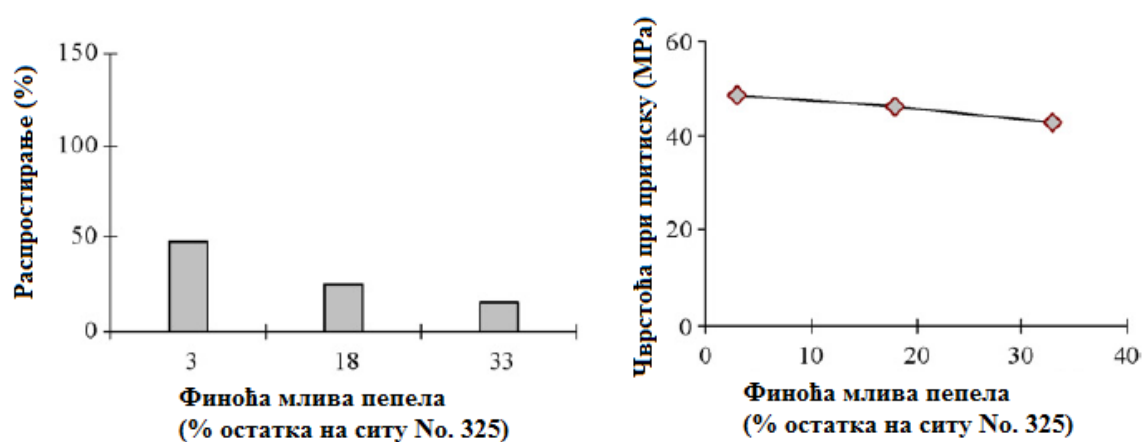 Распростирање (%)
150
100
50
0
3 18 33
Финоћа млива пепела
(% остатка на ситу No. 325)
Чврстоћа при притиску (MPa)
60
40
20
0
0 10 20 30 40
Финоћа млива пепела
(% остатка на ситу No. 325)